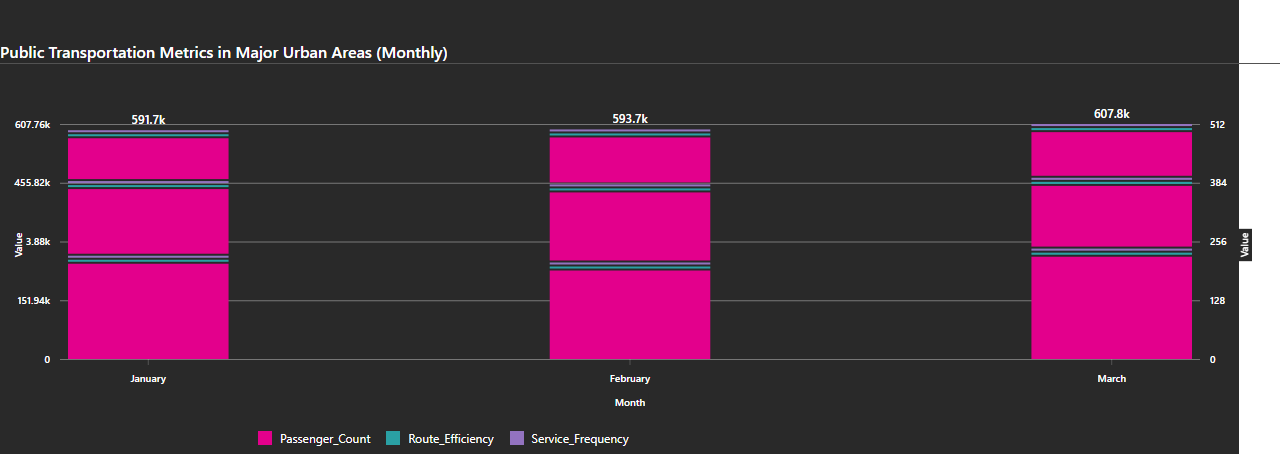 Public Transportation Metrics in Major Urban Areas (Monthly)
591.7k
593.7k
607.8k
607.76k
512
455.82k
384
3.88k
256
Value
Value
151.94k
128
0
0
January
February
March
Month
Passenger_Count
Route_Efficiency
Service_Frequency